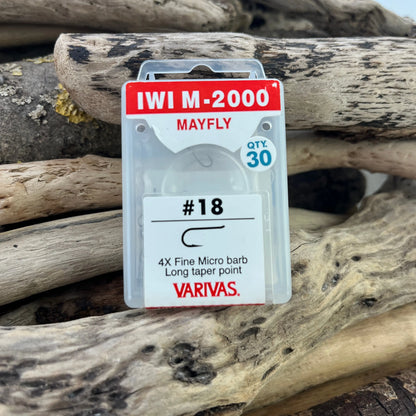 IWI M-2000
MAYFLY
QTY.
30
#18
4X Fine Micro barb
Long taper point
VARIVAS.